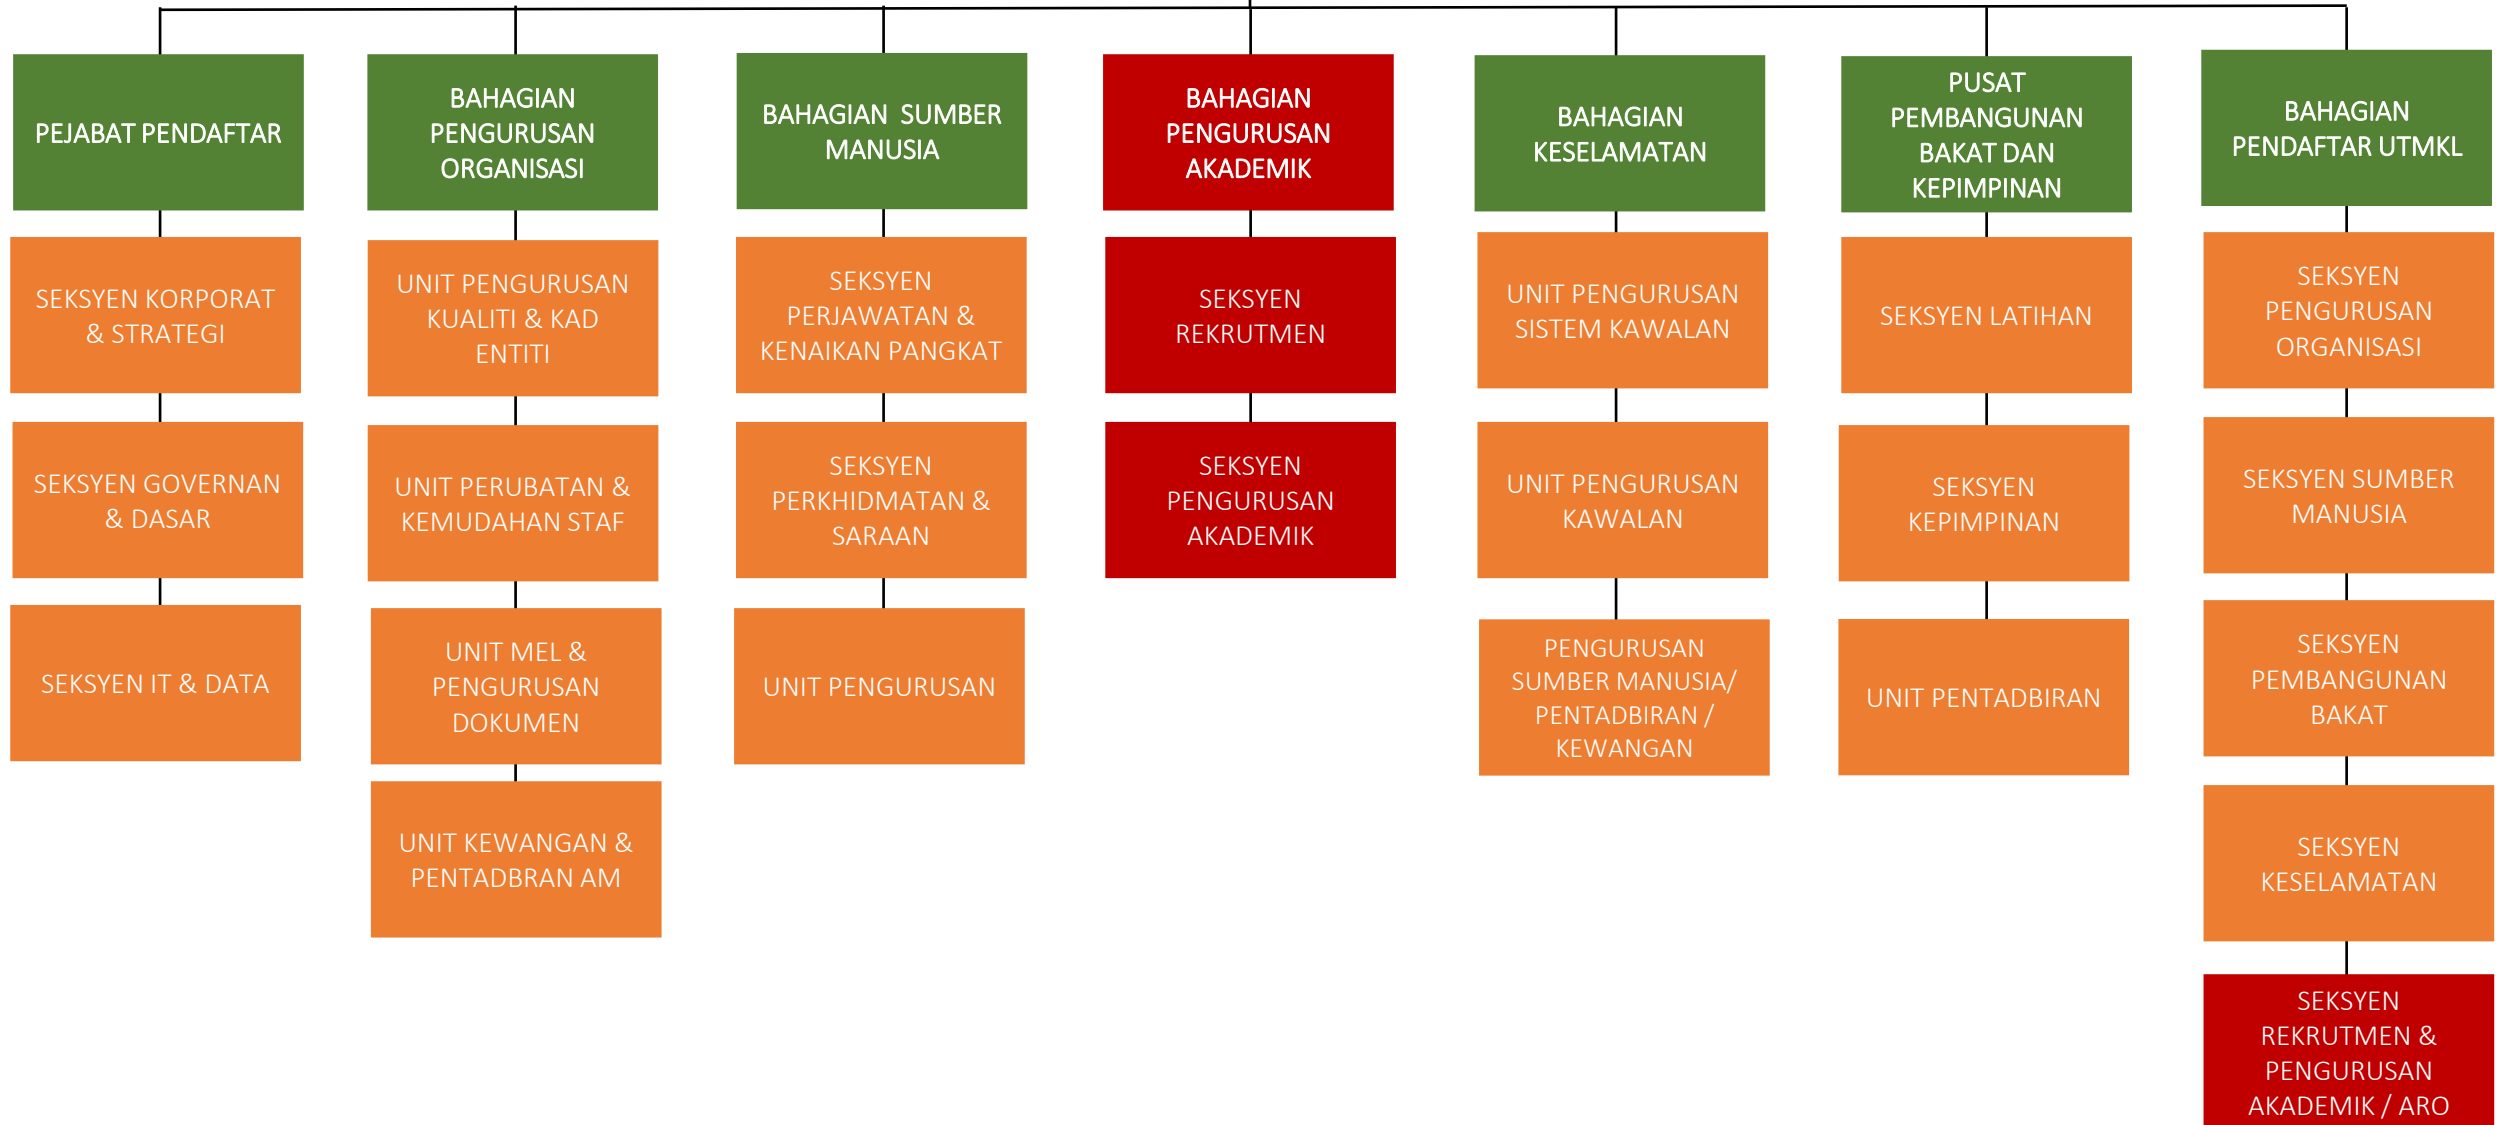 PEJABAT PENDAFTAR
SEKSYEN KORPORAT
& STRATEGI
SEKSYEN GOVERNAN
& DASAR
SEKSYEN IT & DATA
BAHAGIAN
PENGURUSAN
ORGANISASI
UNIT PENGURUSAN
KUALITI & KAD
ENTITI
UNIT PERUBATAN &
KEMUDAHAN STAF
UNIT MEL &
PENGURUSAN
DOKUMEN
UNIT KEWANGAN &
PENTADBRAN AM
BAHAGIAN SUMBER
MANUSIA
SEKSYEN
PERJAWATAN &
KENAIKAN PANGKAT
SEKSYEN
PERKHIDMATAN &
SARAAN
UNIT PENGURUSAN
BAHAGIAN
PENGURUSAN
AKADEMIK
SEKSYEN
REKRUTMEN
SEKSYEN
PENGURUSAN
AKADEMIK
BAHAGIAN
KESELAMATAN
UNIT PENGURUSAN
SISTEM KAWALAN
UNIT PENGURUSAN
KAWALAN
PENGURUSAN
SUMBER MANUSIA/
PENTADBIRAN /
KEWANGAN
PUSAT
PEMBANGUNAN
BAKAT DAN
KEPIMPINAN
SEKSYEN LATIHAN
SEKSYEN
KEPIMPINAN
UNIT PENTADBIRAN
BAHAGIAN
PENDAFTAR UTMKL
SEKSYEN
PENGURUSAN
ORGANISASI
SEKSYEN SUMBER
MANUSIA
SEKSYEN
PEMBANGUNAN
BAKAT
SEKSYEN
KESELAMATAN
SEKSYEN
REKRUTMEN &
PENGURUSAN
AKADEMIK / ARO